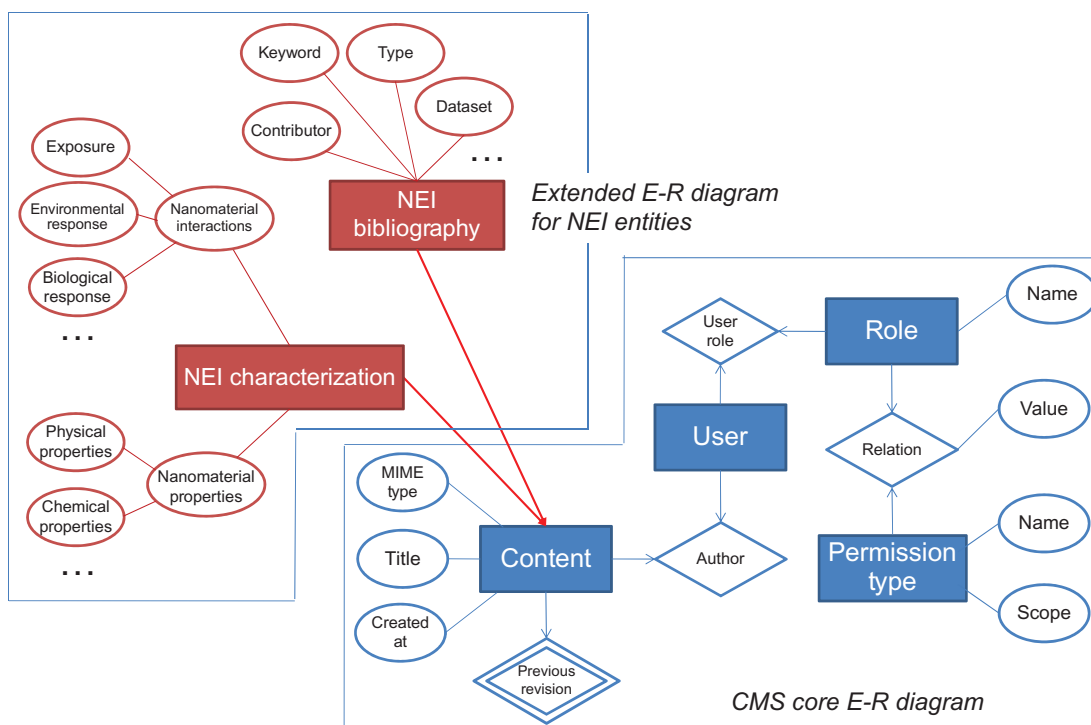 Keyword
Type
Dataset
Contributor
...
Exposure
Environmental
response
Nanomaterial
interactions
Biological
response
...
NEI
bibliography
Extended E-R diagram
for NEI entities
NEI characterization
Physical
properties
Nanomaterial
properties
Chemical
properties
...
User
role
Role
Name
User
Relation
Value
MIME
type
Title
Content
Author
Permission
type
Name
Scope
Created
at
Previous
revision
CMS core E-R diagram